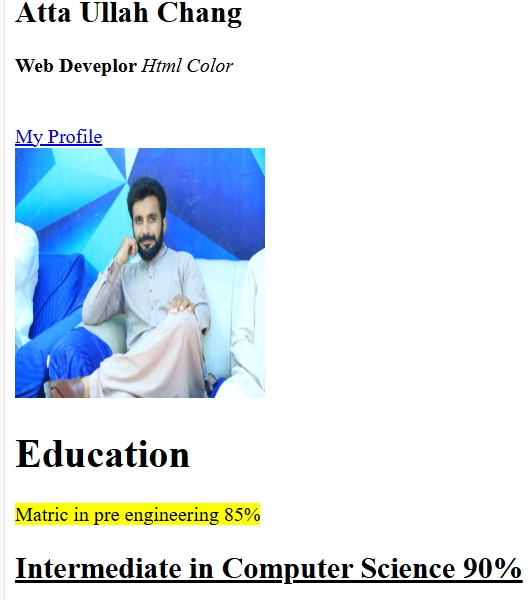 Atta Ullah Chang
Web Deveplor Html Color
My Profile
Education
Matric in pre engineering 85%
Intermediate in Computer Science 90%